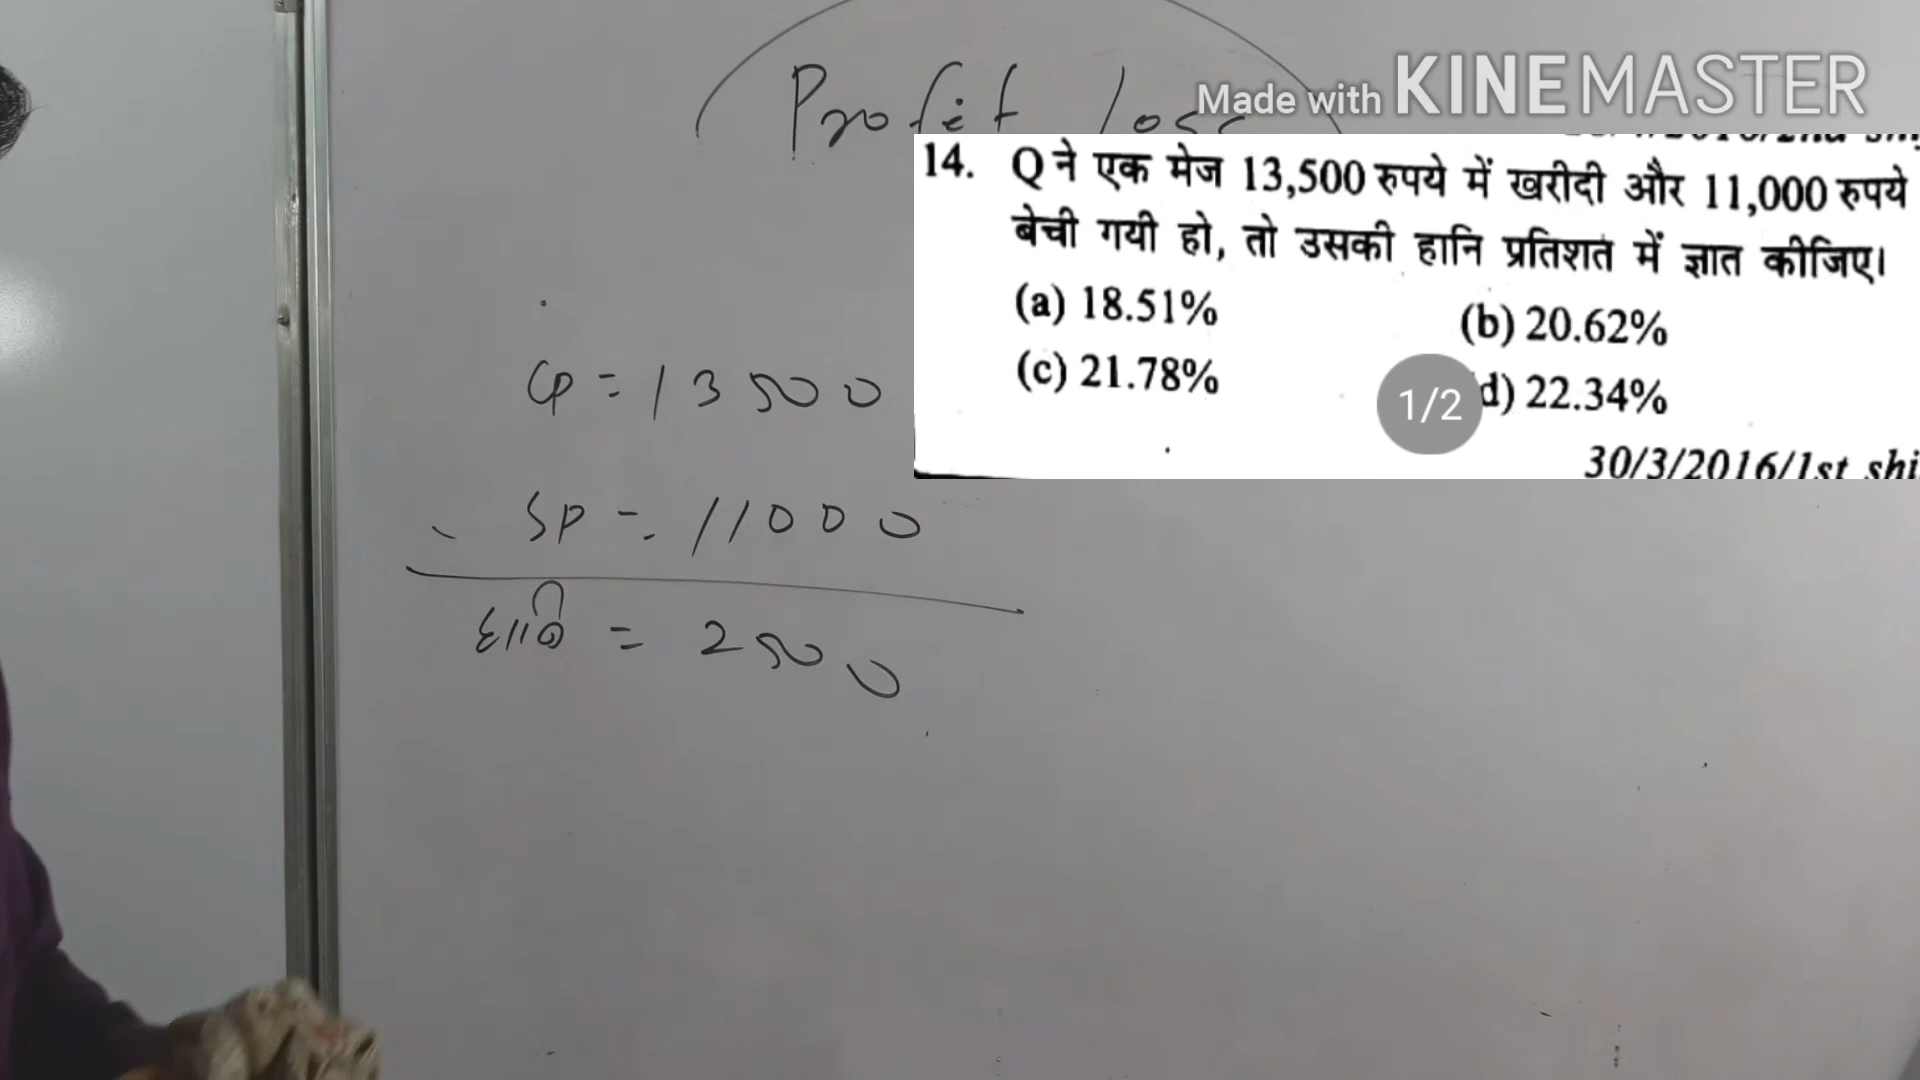 Profit loss
Made with KINEMASTER
14. Q ने एक मेज 13,500 रुपये में खरीदी और 11,000 रुपये
बेची गयी हो, तो उसकी हानि प्रतिशत में ज्ञात कीजिए।
(a) 18.51% (b) 20.62%
(c) 21.78% d) 22.34%
1/2
30/3/2016/1st shi
CP = 13500
- SP = 11000
हानि = 2500